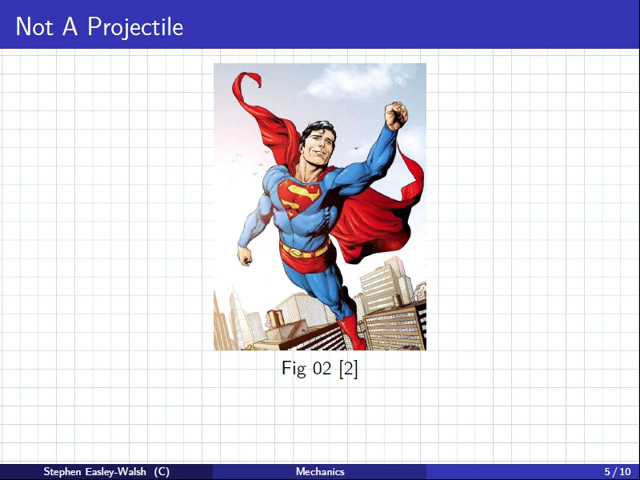 Not A Projectile
S
Fig 02 [2]
Stephen Easley-Walsh (C)
Mechanics
5 / 10